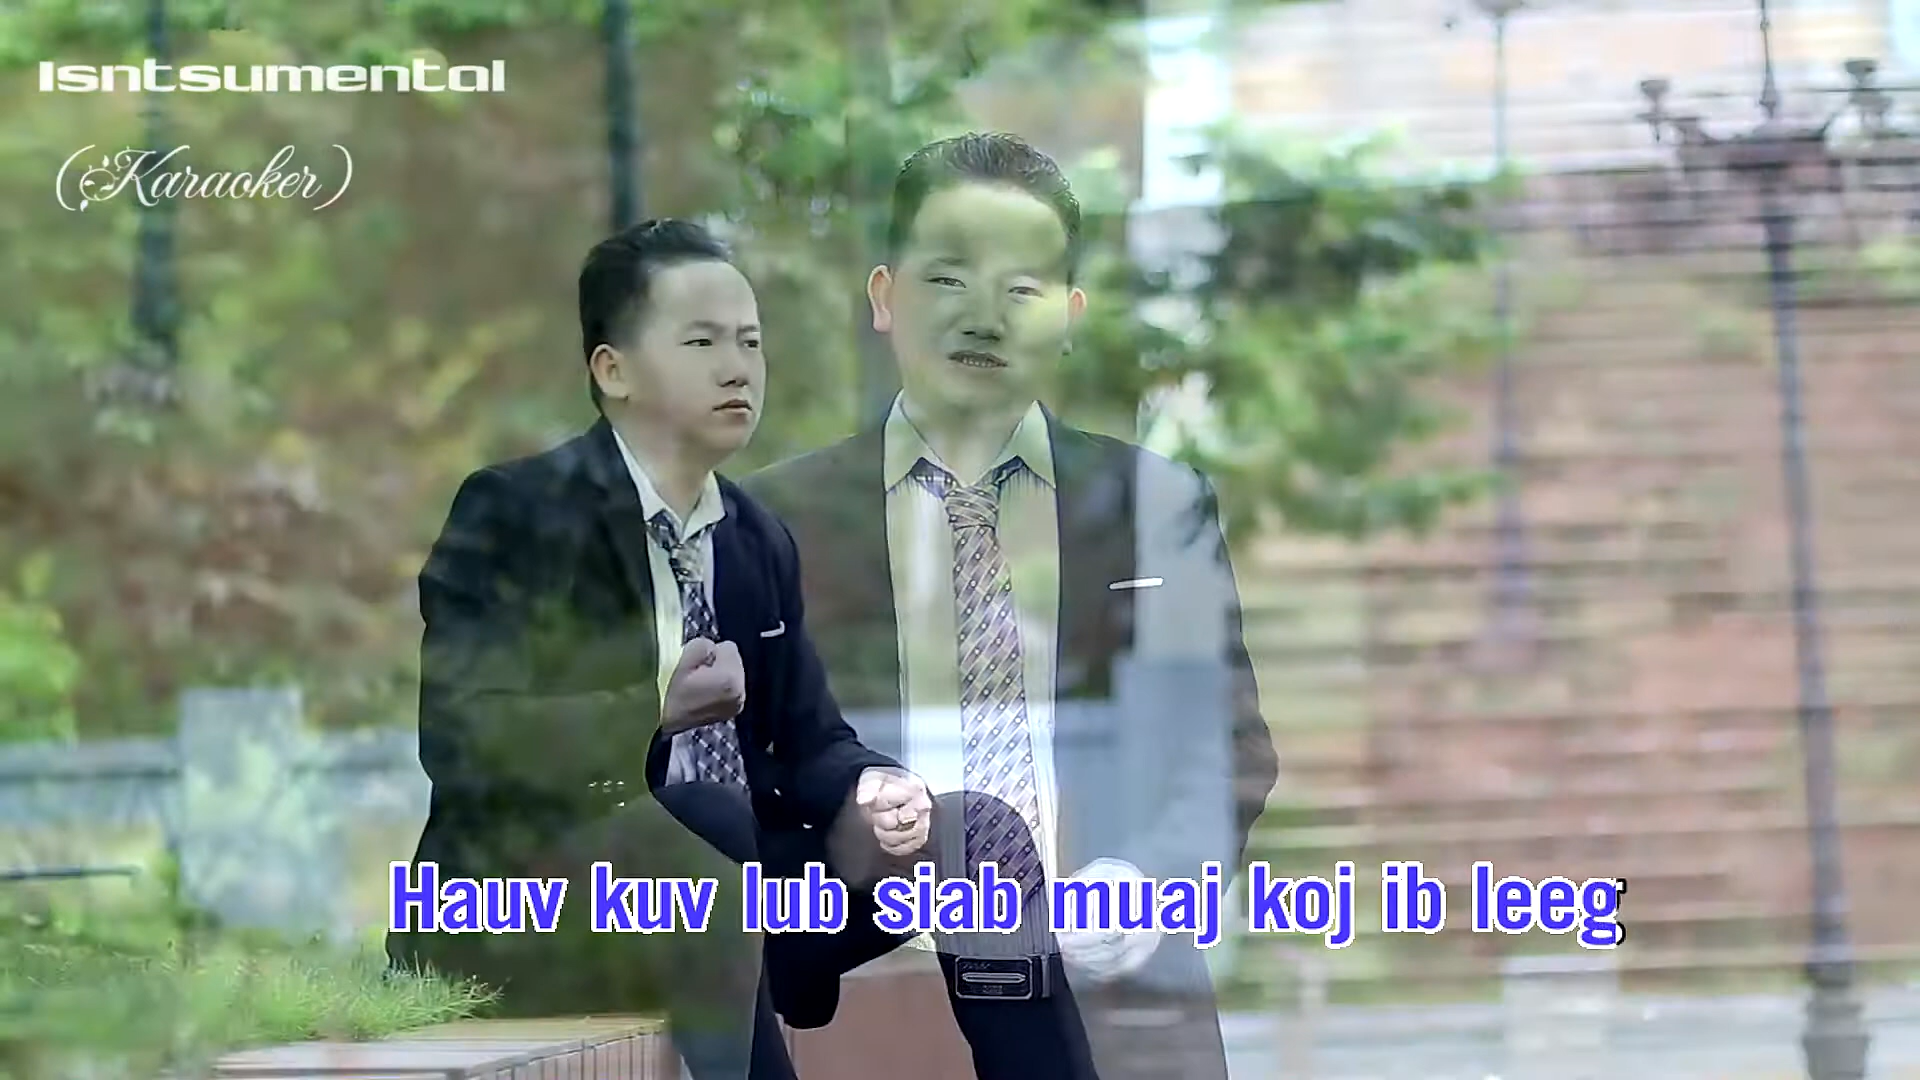 Isntsumental
(Karaoker)
Hauv kuv lub siab muaj koj ib leeg